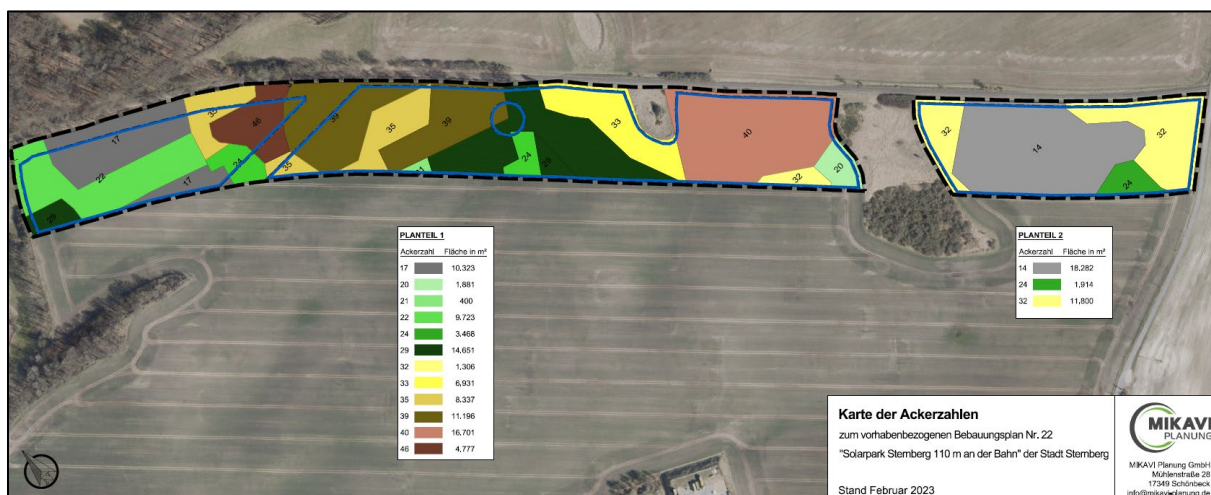 35
32
32
17
46
39
35
39
33
40
14
22
24
35
24
29
32
20
24
17
29
PLANTEIL 1
Ackerzahl Fläche in m²
17 10,323
20 1,881
21 400
22 9,723
24 3,468
29 14,651
32 1,306
33 6,931
35 8,337
39 11,196
40 16,701
46 4,777
PLANTEIL 2
Ackerzahl Fläche in m²
14 18,282
24 1,914
32 11,800
Karte der Ackerzahlen
zum vorhabenbezogenen Bebauungsplan Nr. 22
"Solarpark Sternberg 110 m an der Bahn" der Stadt Sternberg
Stand Februar 2023
MIKAVI
PLANUNG
MIKAVI Planung GmbH
Mühlenstraße 28
17349 Schönbeck
info@mikavi-planung.de